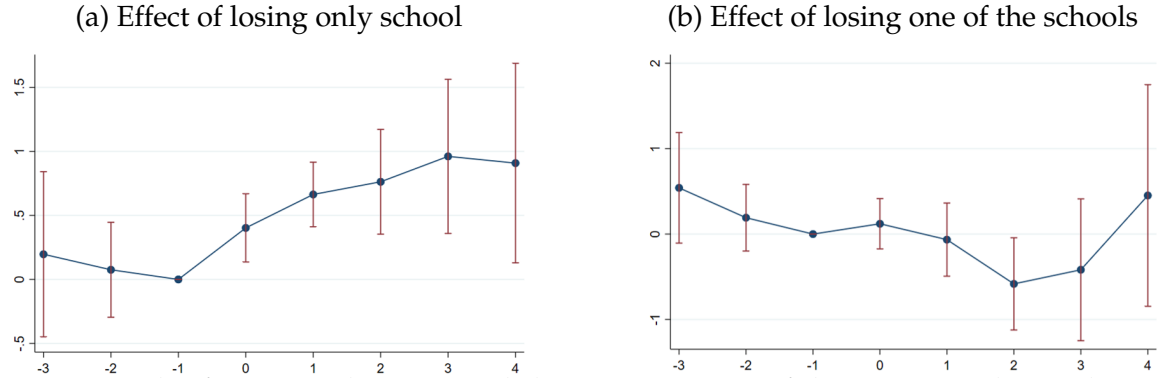 (a) Effect of losing only school
1.5
1
.5
0
-.5
-3 -2 -1 0 1 2 3 4
(b) Effect of losing one of the schools
2
1
0
-1
-3 -2 -1 0 1 2 3 4